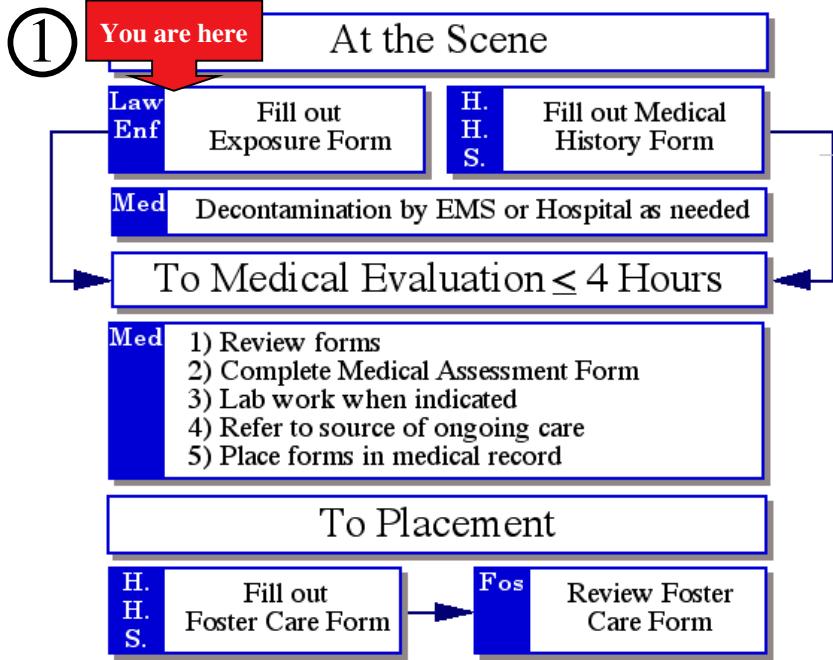 1
You are here
At the Scene
Law
Enf
Fill out
Exposure Form
H.
H.
S.
Fill out Medical
History Form
Med
Decontamination by EMS or Hospital as needed
To Medical Evaluation ≤ 4 Hours
Med
1) Review forms
2) Complete Medical Assessment Form
3) Lab work when indicated
4) Refer to source of ongoing care
5) Place forms in medical record
To Placement
H.
H.
S.
Fill out
Foster Care Form
Fos
Review Foster
Care Form